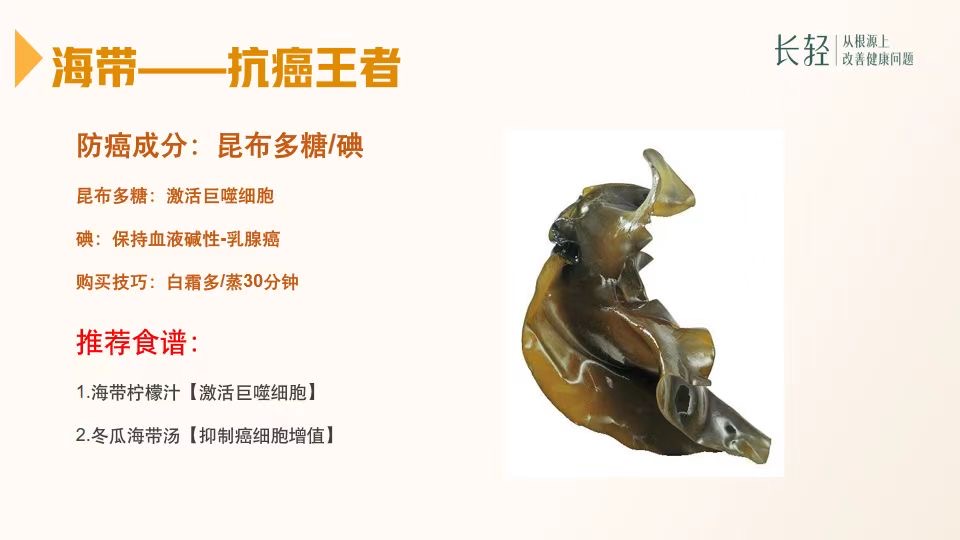 海带——抗癌王者
长轻
从根源上
改善健康问题
防癌成分：昆布多糖/碘
昆布多糖：激活巨噬细胞
碘：保持血液碱性-乳腺癌
购买技巧：白霜多/蒸30分钟
推荐食谱：
1.海带柠檬汁【激活巨噬细胞】
2.冬瓜海带汤【抑制癌细胞增值】